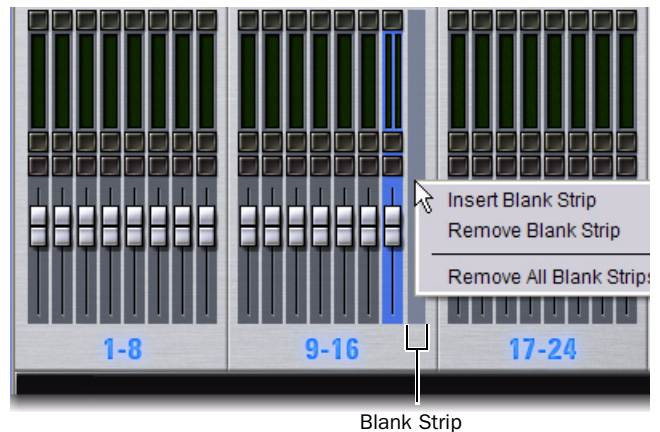 Insert Blank Strip
Remove Blank Strip
Remove All Blank Strips
1-8
9-16
17-24
Blank Strip